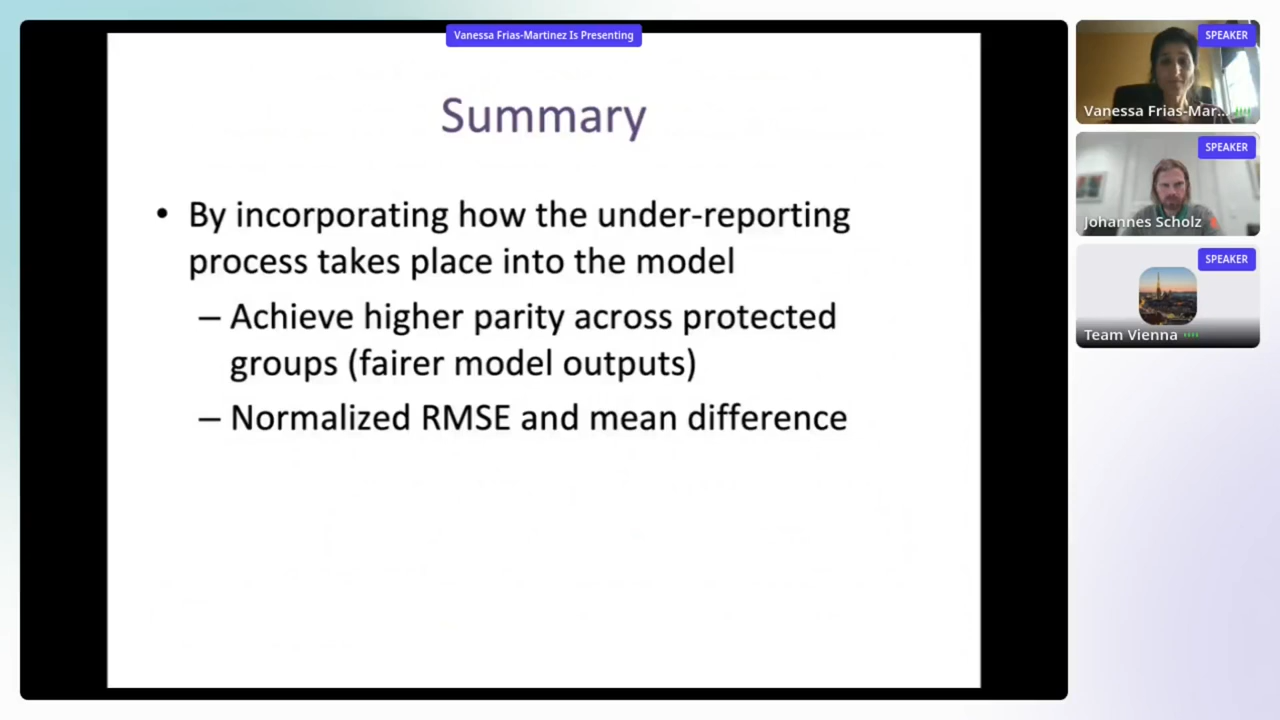 Vanessa Frias-Martinez Is Presenting
Summary
• By incorporating how the under-reporting
process takes place into the model
– Achieve higher parity across protected
groups (fairer model outputs)
– Normalized RMSE and mean difference
SPEAKER
Vanessa Frias-Mar...
SPEAKER
Johannes Scholz
SPEAKER
Team Vienna